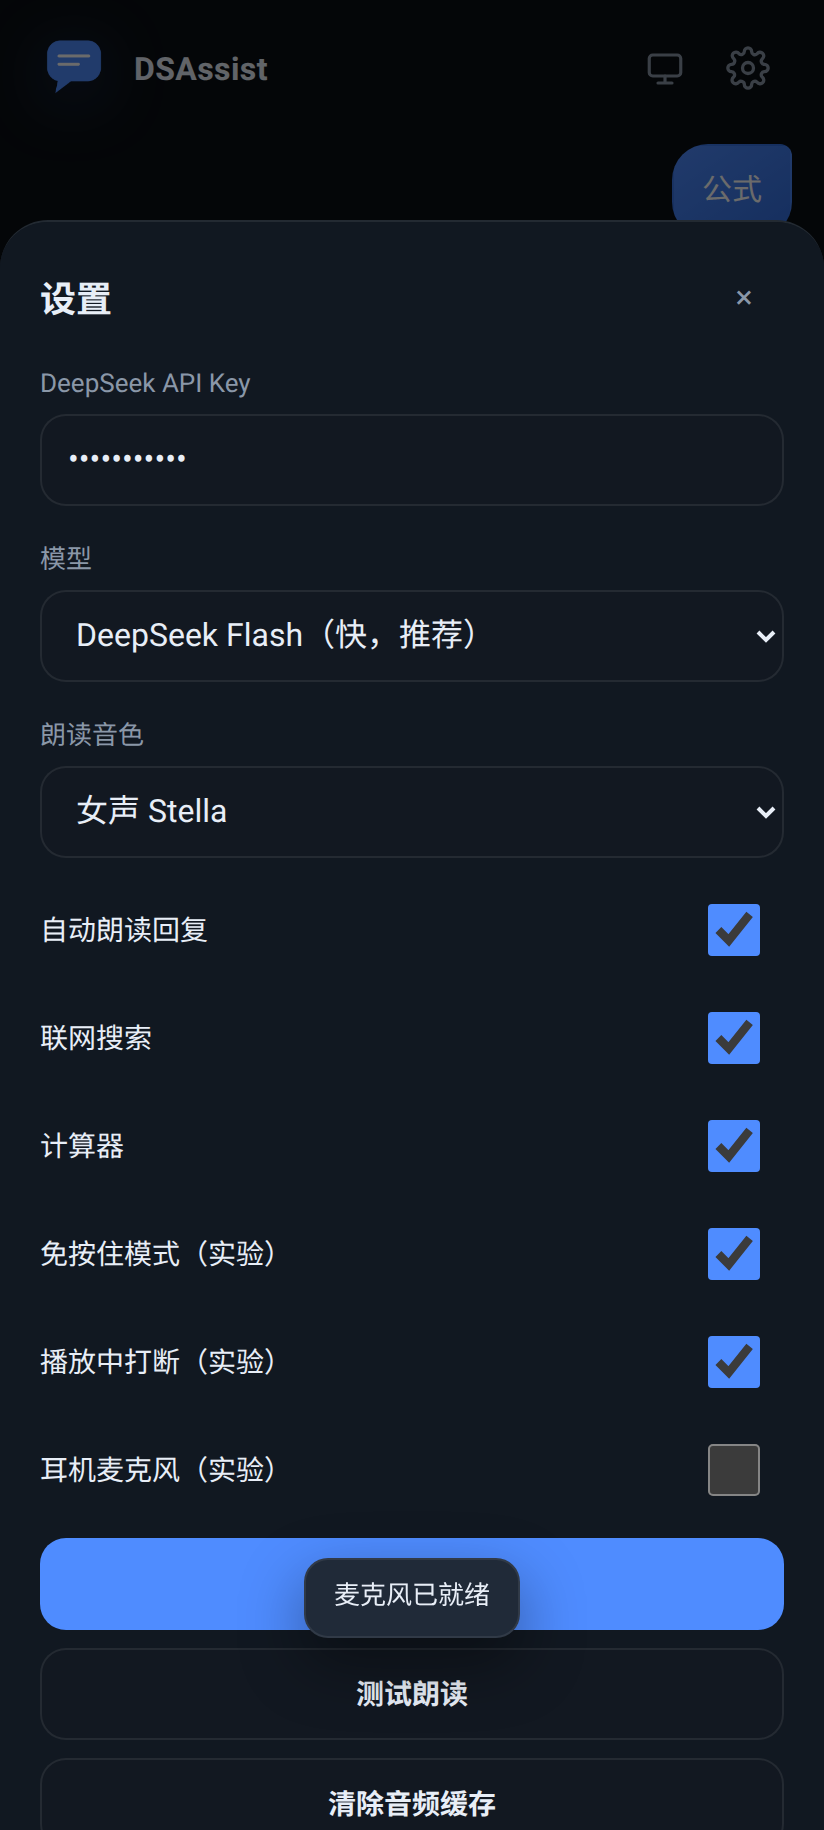 DSAssist
公式
设置
×
DeepSeek API Key
•••••••••••
模型
DeepSeek Flash（快，推荐）
朗读音色
女声 Stella
自动朗读回复
联网搜索
计算器
免按住模式（实验）
播放中打断（实验）
耳机麦克风（实验）
麦克风已就绪
测试朗读
清除音频缓存